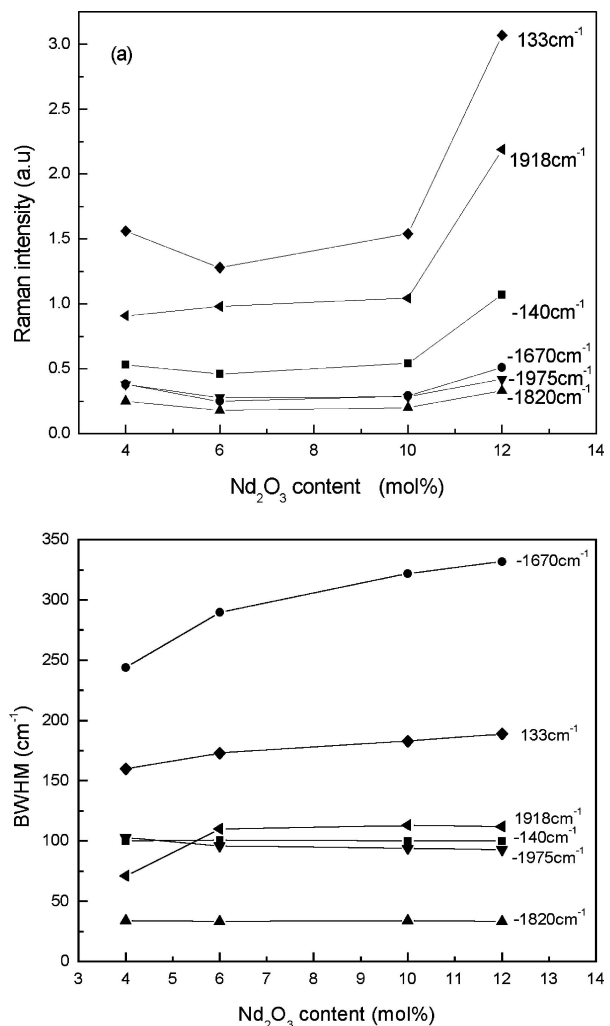 (a)
3.0
2.5
2.0
1.5
1.0
0.5
0.0
Raman intensity (a.u)
133cm⁻¹
1918cm⁻¹
-140cm⁻¹
-1670cm⁻¹
-1975cm⁻¹
-1820cm⁻¹
4 6 8 10 12 14
Nd₂O₃ content (mol%)
350
300
250
200
150
100
50
0
BWHM (cm⁻¹)
-1670cm⁻¹
133cm⁻¹
1918cm⁻¹
-140cm⁻¹
-1975cm⁻¹
-1820cm⁻¹
3 4 5 6 7 8 9 10 11 12 13 14
Nd₂O₃ content (mol%)